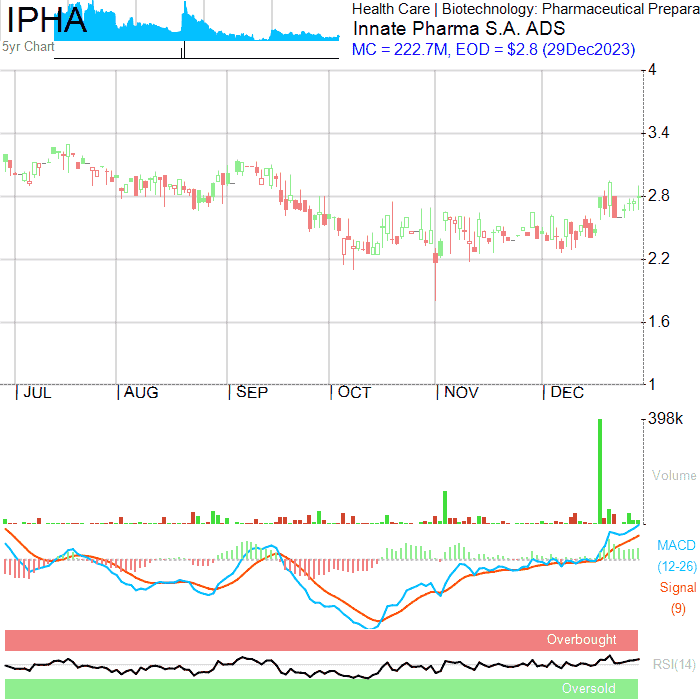 IPHA
5yr Chart
Health Care | Biotechnology: Pharmaceutical Prepara
Innate Pharma S.A. ADS
MC = 222.7M, EOD = $2.8 (29Dec2023)
4
3.4
2.8
2.2
1.6
1
|JUL |AUG |SEP |OCT |NOV |DEC
398k
Volume
MACD
(12-26)
Signal
(9)
Overbought
RSI(14)
Oversold